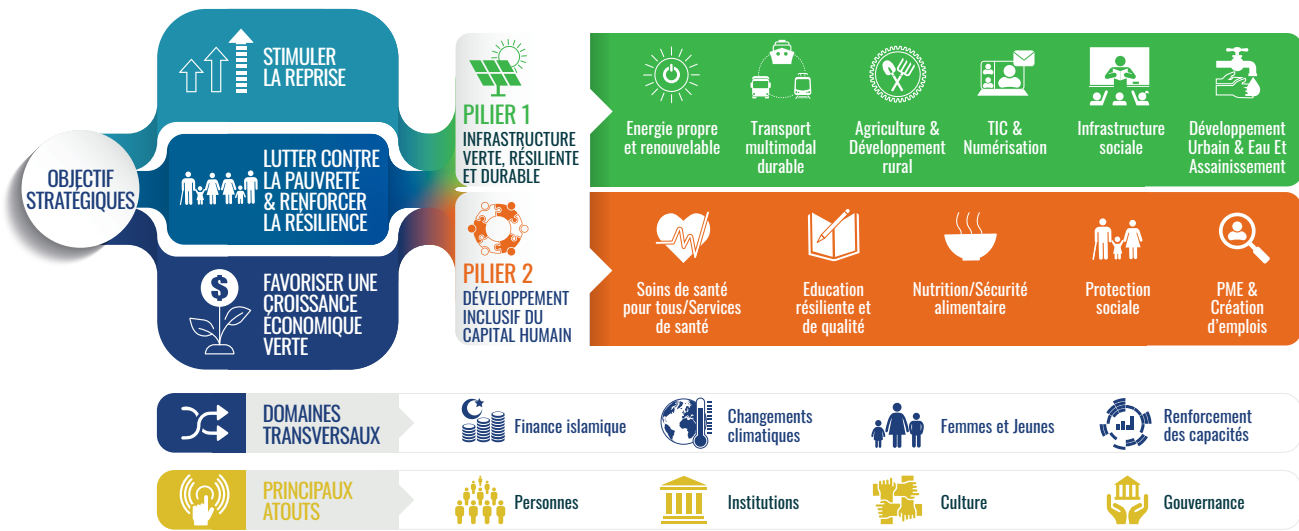 OBJECTIF
STRATÉGIQUES
STIMULER
LA REPRISE
LUTTER CONTRE
LA PAUVRETÉ
& RENFORCER
LA RÉSILIENCE
$
FAVORISER UNE
CROISSANCE
ÉCONOMIQUE
VERTE
PILIER 1
INFRASTRUCTURE
VERTE, RÉSILIENTE
ET DURABLE
Energie propre
et renouvelable
Transport
multimodal
durable
Agriculture &
Développement
rural
TIC &
Numérisation
Infrastructure
sociale
Développement
Urbain & Eau Et
Assainissement
PILIER 2
DÉVELOPPEMENT
INCLUSIF DU
CAPITAL HUMAIN
Soins de santé
pour tous/Services
de santé
Education
résiliente et
de qualité
Nutrition/Sécurité
alimentaire
Protection
sociale
PME &
Création
d'emplois
DOMAINES
TRANSVERSAUX
Finance islamique
Changements
climatiques
Femmes et Jeunes
Renforcement
des capacités
PRINCIPAUX
ATOUTS
Personnes
Institutions
Culture
Gouvernance